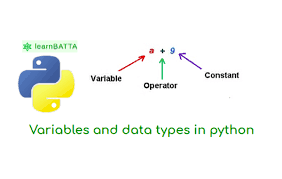 learnBATTA
a + 9
Variable
Operator
Constant
Variables and data types in python